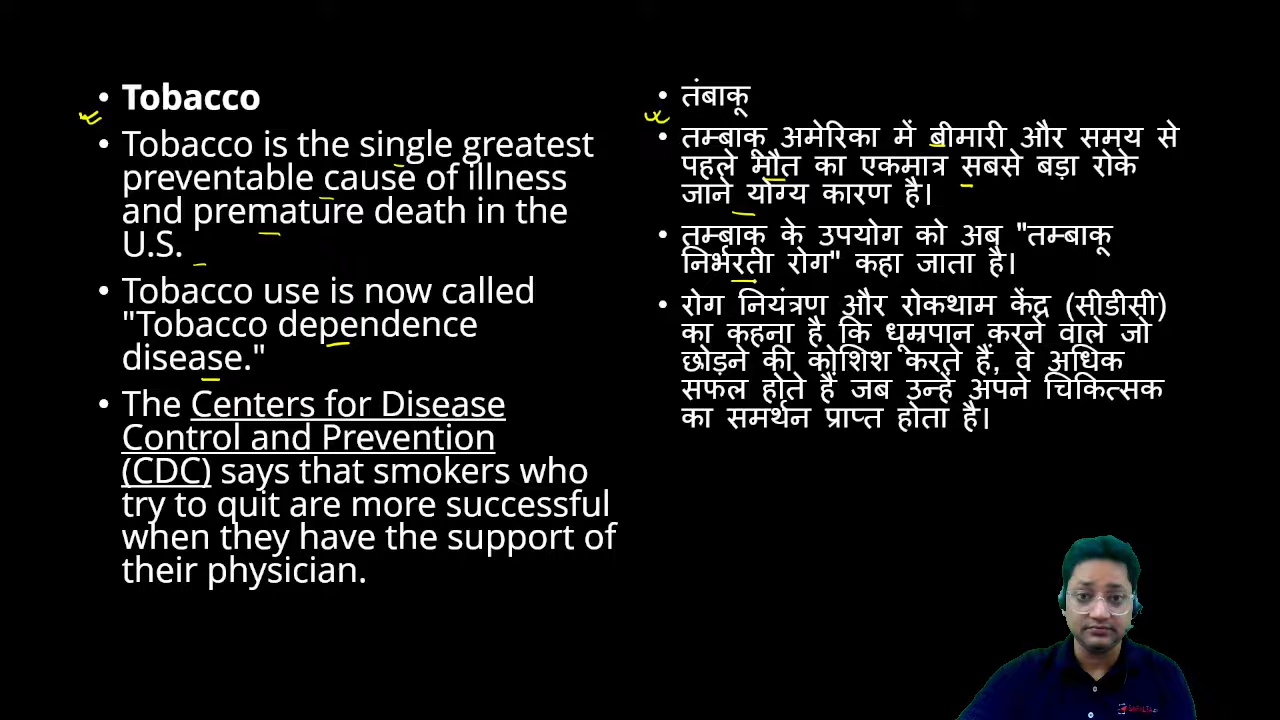 • Tobacco
• Tobacco is the single greatest
preventable cause of illness
and premature death in the
U.S.
• Tobacco use is now called
"Tobacco dependence
disease."
• The Centers for Disease
Control and Prevention
(CDC) says that smokers who
try to quit are more successful
when they have the support of
their physician.
• तंबाकू
• तम्बाकू अमेरिका में बीमारी और समय से
पहले मौत का एकमात्र सबसे बड़ा रोके
जाने योग्य कारण है।
• तम्बाकू के उपयोग को अब "तम्बाकू
निर्भरता रोग" कहा जाता है।
• रोग नियंत्रण और रोकथाम केंद्र (सीडीसी)
का कहना है कि धूम्रपान करने वाले जो
छोड़ने की कोशिश करते हैं, वे अधिक
सफल होते हैं जब उन्हें अपने चिकित्सक
का समर्थन प्राप्त होता है।